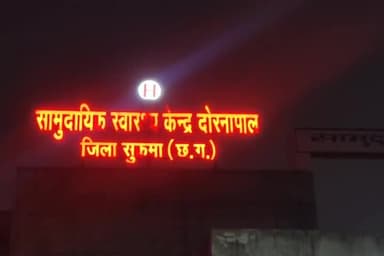 H
सामुदायिक स्वास्थ्य केन्द्र दोरनापाल
जिला सुकमा (छ.ग.)